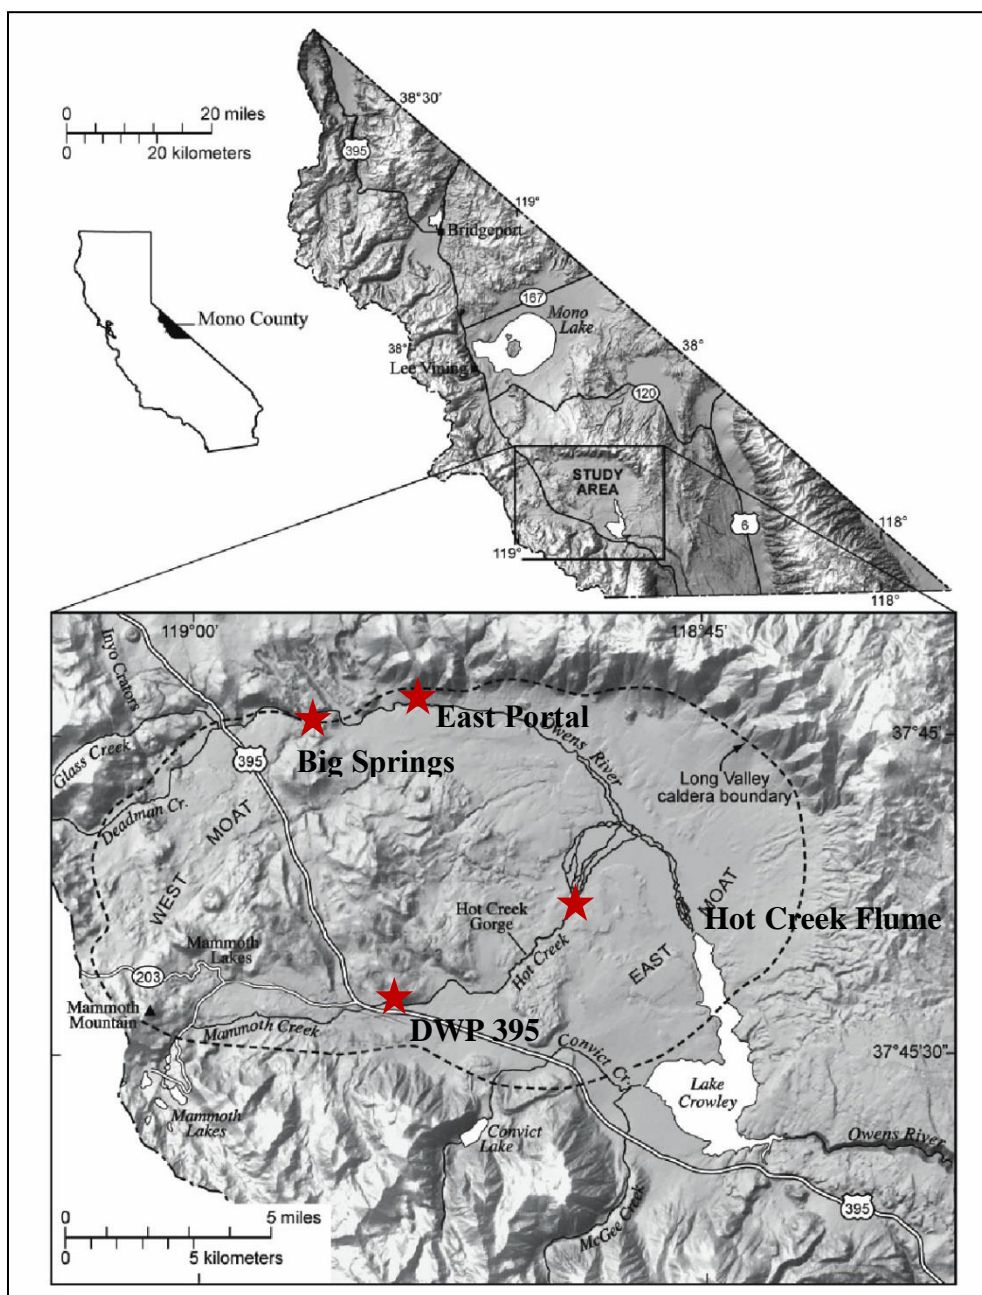 38°30'
0 20 miles
0 20 kilometers
395
119°
Bridgeport
167
Mono County
Mono
Lake
38°
Lee Vining
38°
120
STUDY
AREA
6
118°
119°
118°
119°00'
118°45'
Inyo Crators
East Portal
Glass Creek
Big Springs
Owens River
37°45'
395
Long Valley
caldera boundary
Deadman Cr.
WEST MOAT
Hot Creek
Gorge
Hot Creek Flume
EAST MOAT
Hot Creek
Mammoth
Lakes
203
Mammoth
Mountain
Mammoth Creek
DWP 395
Convict Cr.
37°45'30"
Lake
Crowley
Mammoth
Lakes
Convict
Lake
Owens River
McGee Creek
395
0 5 miles
0 5 kilometers